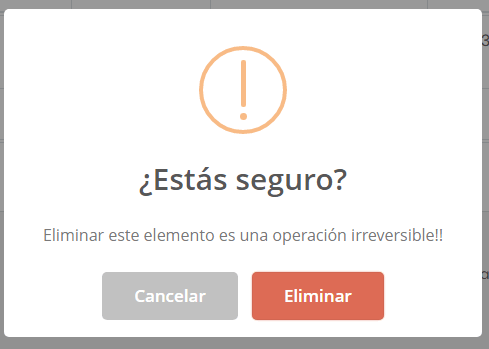 ¿Estás seguro?
Eliminar este elemento es una operación irreversible!!
Cancelar
Eliminar